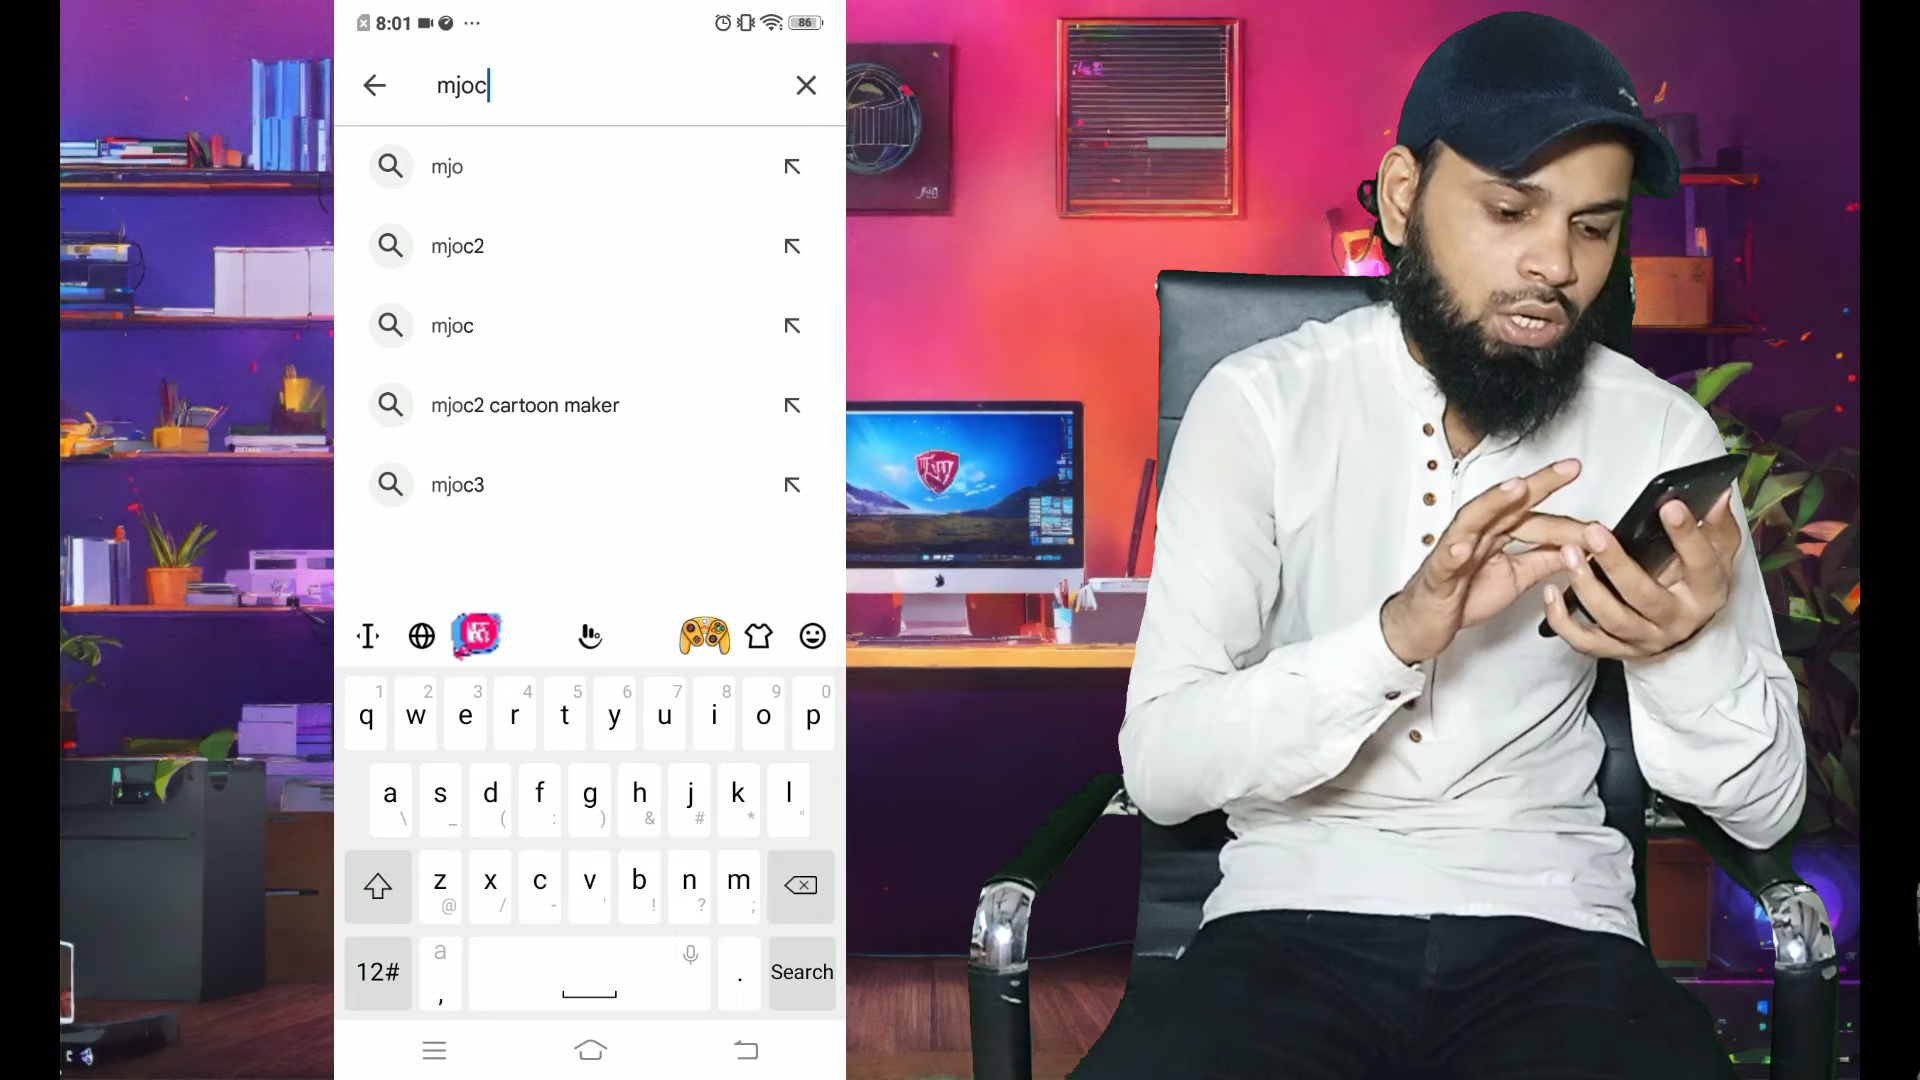 8:01
86
mjoc
mjo
mjoc2
mjoc
mjoc2 cartoon maker
mjoc3
1 2 3 4 5 6 7 8 9 0
q w e r t y u i o p
a s d f g h j k l
\ _ ( : ) & # * "
z x c v b n m
@ / - ' ! ? ;
a
12# , . Search